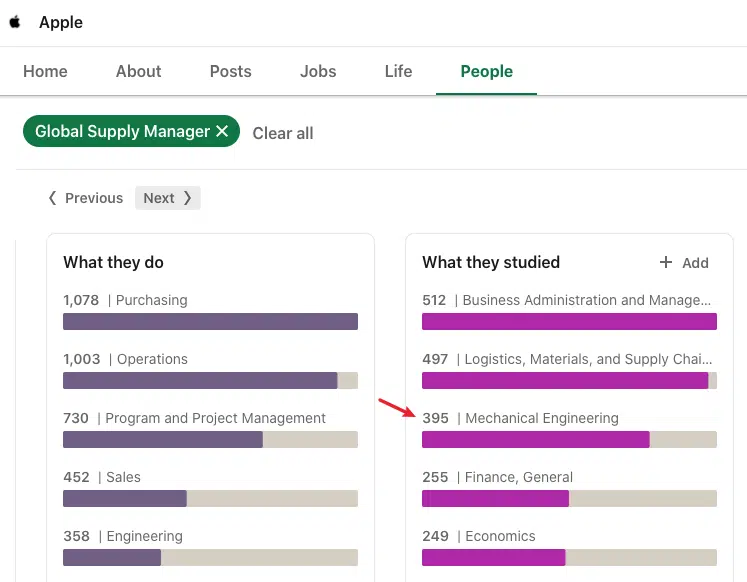 Apple
Home About Posts Jobs Life People
Global Supply Manager ✕ Clear all
Previous Next
What they do
1,078 | Purchasing
1,003 | Operations
730 | Program and Project Management
452 | Sales
358 | Engineering
What they studied
+ Add
512 | Business Administration and Manage...
497 | Logistics, Materials, and Supply Chai...
395 | Mechanical Engineering
255 | Finance, General
249 | Economics